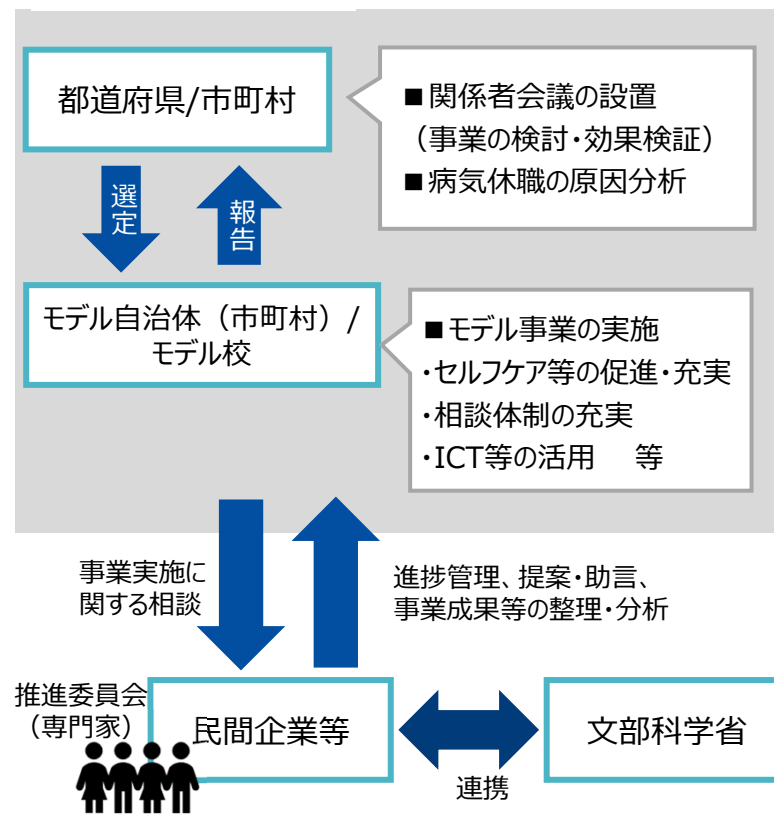 都道府県/市町村
■関係者会議の設置
（事業の検討・効果検証）
■病気休職の原因分析
選定
報告
モデル自治体（市町村）/
モデル校
■モデル事業の実施
・セルフケア等の促進・充実
・相談体制の充実
・ICT等の活用　等
事業実施に
関する相談
進捗管理、提案・助言、
事業成果等の整理・分析
推進委員会
（専門家）
民間企業等
文部科学省
連携